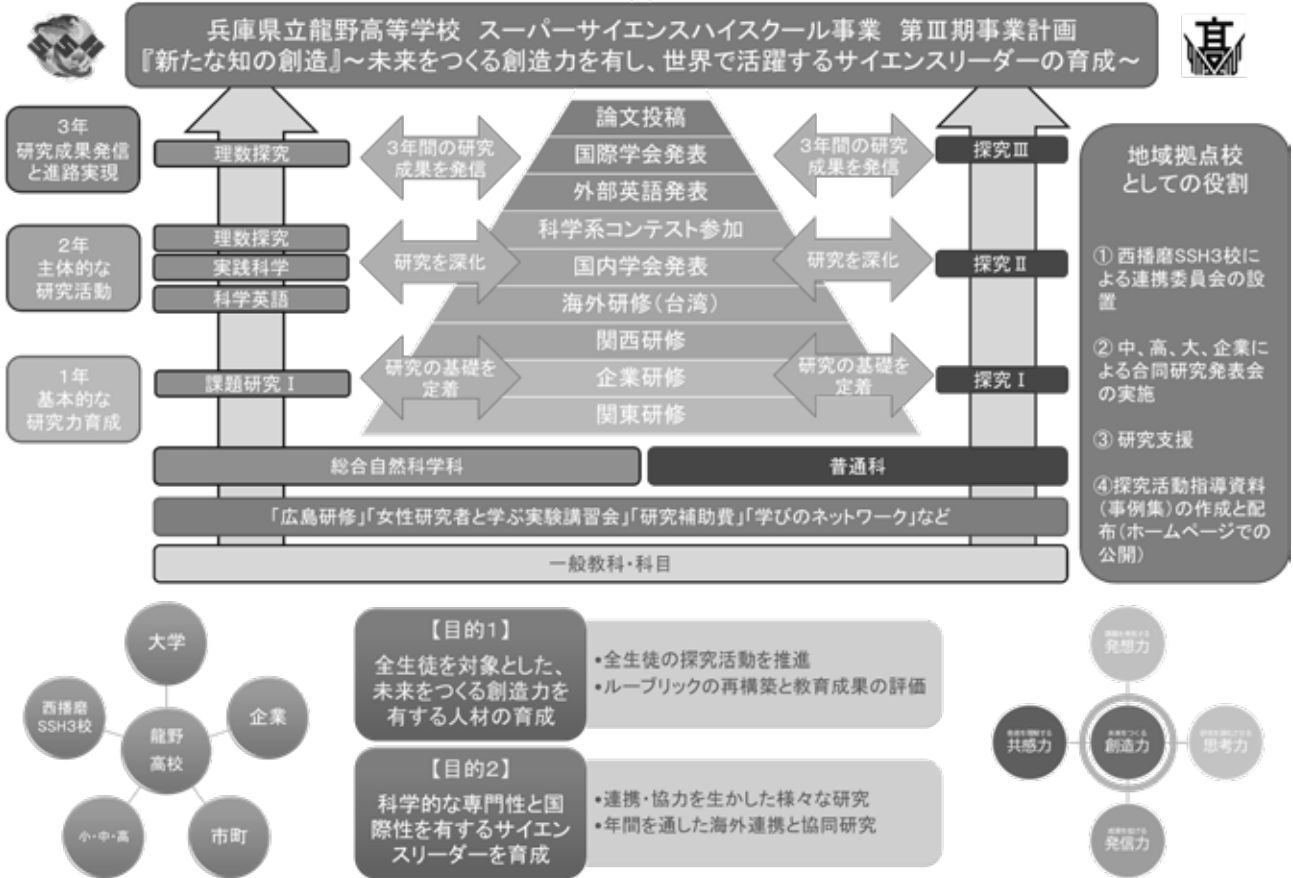 兵庫県立龍野高等学校 スーパーサイエンスハイスクール事業 第Ⅲ期事業計画
『新たな知の創造』～未来をつくる創造力を有し、世界で活躍するサイエンスリーダーの育成～
3年
研究成果発信
と進路実現
理数探究
3年間の研究
成果を発信
論文投稿
国際学会発表
外部英語発表
3年間の研究
成果を発信
探究Ⅲ
2年
主体的な
研究活動
理数探究
実践科学
科学英語
研究を深化
科学系コンテスト参加
国内学会発表
海外研修(台湾)
研究を深化
探究Ⅱ
1年
基本的な
研究力育成
課題研究Ⅰ
研究の基礎を
定着
関西研修
企業研修
関東研修
研究の基礎を
定着
探究Ⅰ
総合自然科学科
普通科
「広島研修」「女性研究者と学ぶ実験講習会」「研究補助費」「学びのネットワーク」など
一般教科・科目
地域拠点校
としての役割
① 西播磨SSH3校に
よる連携委員会の設
置
② 中、高、大、企業に
よる合同研究発表会
の実施
③ 研究支援
④探究活動指導資料
(事例集)の作成と配
布(ホームページでの
公開)
大学
西播磨
SSH3校
企業
龍野
高校
小・中・高
市町
【目的1】
全生徒を対象とした、
未来をつくる創造力を
有する人材の育成
•全生徒の探究活動を推進
•ルーブリックの再構築と教育成果の評価
【目的2】
科学的な専門性と国
際性を有するサイエン
スリーダーを育成
•連携・協力を生かした様々な研究
•年間を通した海外連携と協同研究
発想力
共感力
未来をつくる
創造力
思考力
発信力
高